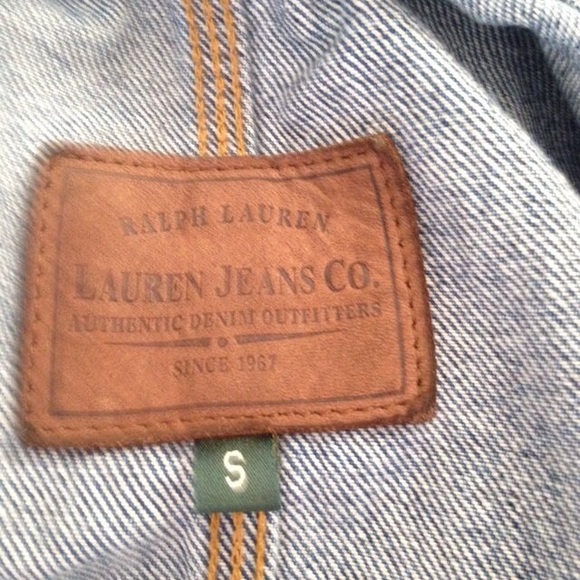 RALPH LAUREN
LAUREN JEANS CO.
AUTHENTIC DENIM OUTFITTERS
SINCE 1967
S